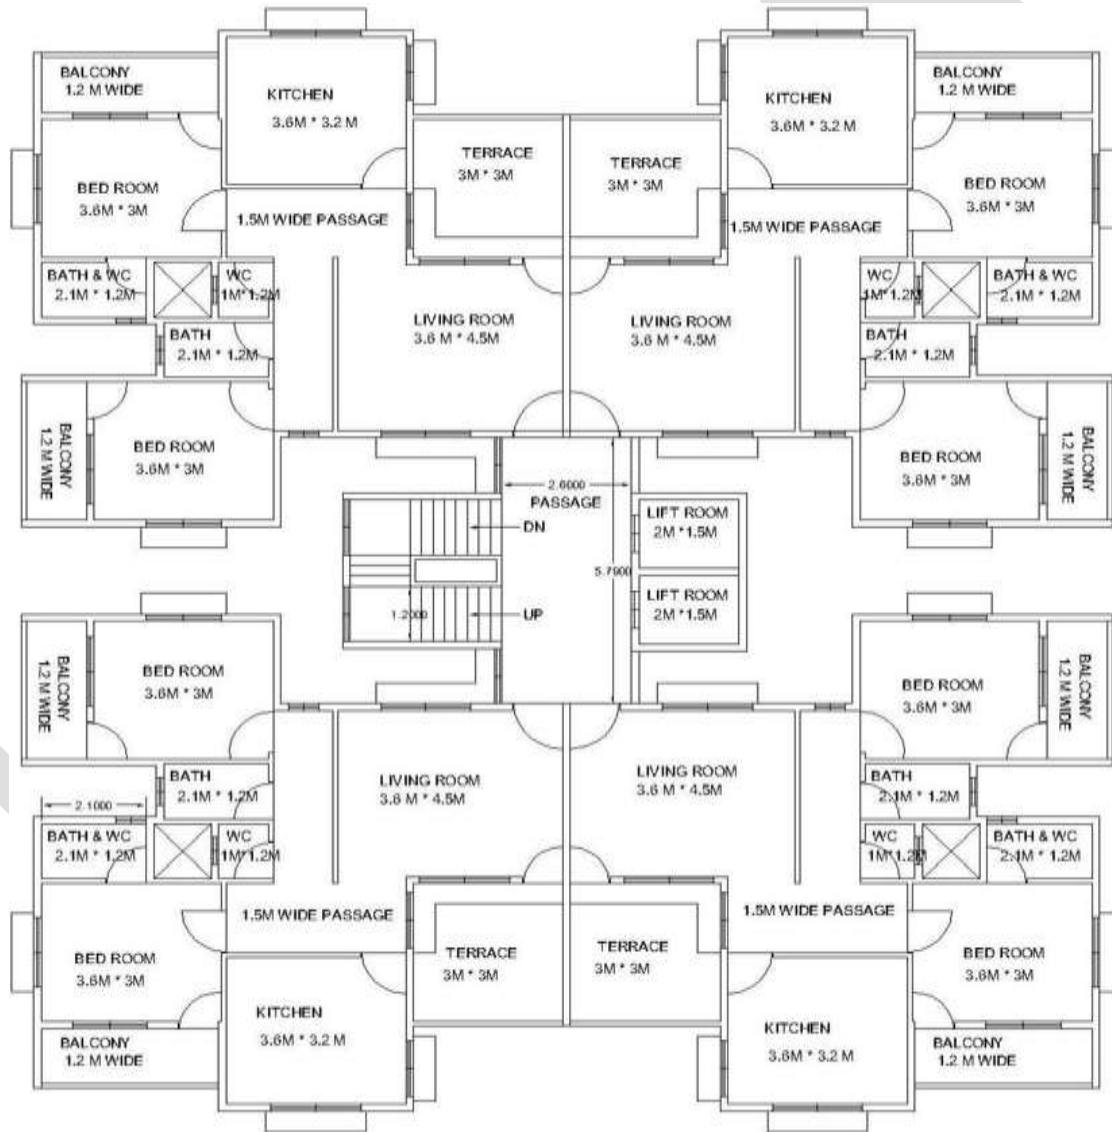 BALCONY
1.2 M WIDE
KITCHEN
3.6M * 3.2 M
TERRACE
3M * 3M
BED ROOM
3.6M * 3M
1.5M WIDE PASSAGE
BATH & WC
2.1M * 1.2M
WC
1M*1.2M
BATH
2.1M * 1.2M
LIVING ROOM
3.6 M * 4.5M
BED ROOM
3.6M * 3M
BALCONY
1.2 M WIDE
KITCHEN
3.6M * 3.2 M
BALCONY
1.2 M WIDE
TERRACE
3M * 3M
BED ROOM
3.6M * 3M
1.5M WIDE PASSAGE
WC
1M*1.2M
BATH & WC
2.1M * 1.2M
BATH
2.1M * 1.2M
LIVING ROOM
3.6 M * 4.5M
BED ROOM
3.6M * 3M
BALCONY
1.2 M WIDE
2.6000
PASSAGE
DN
5.7900
1.2000
UP
LIFT ROOM
2M *1.5M
LIFT ROOM
2M *1.5M
BALCONY
1.2 M WIDE
BED ROOM
3.6M * 3M
BATH
2.1M * 1.2M
2.1000
BATH & WC
2.1M * 1.2M
WC
1M*1.2M
LIVING ROOM
3.6 M * 4.5M
1.5M WIDE PASSAGE
BED ROOM
3.6M * 3M
TERRACE
3M * 3M
KITCHEN
3.6M * 3.2 M
BALCONY
1.2 M WIDE
BED ROOM
3.6M * 3M
BALCONY
1.2 M WIDE
LIVING ROOM
3.6 M * 4.5M
BATH
2.1M * 1.2M
WC
1M*1.2M
BATH & WC
2.1M * 1.2M
1.5M WIDE PASSAGE
TERRACE
3M * 3M
BED ROOM
3.6M * 3M
KITCHEN
3.6M * 3.2 M
BALCONY
1.2 M WIDE